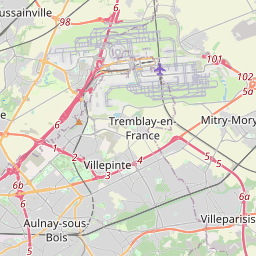 ussainville
98
101
102
5a
6
6
Tremblay-en-
France
Mitry-Mory
1
2
4
5
5
Villepinte
3
6b
6
6a
Aulnay-sous-
Bois
Villeparisis